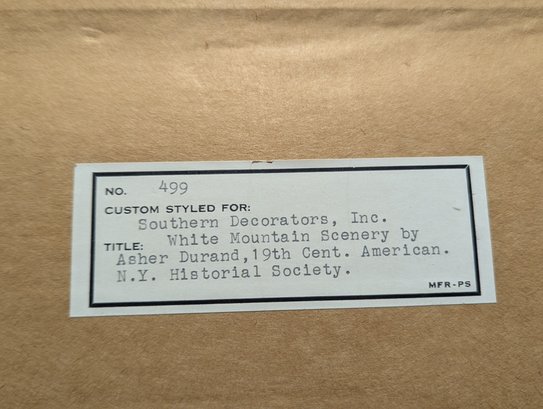 NO. 499
CUSTOM STYLED FOR:
Southern Decorators, Inc.
TITLE: White Mountain Scenery by
Asher Durand,19th Cent. American.
N.Y. Historial Society.
MFR-PS